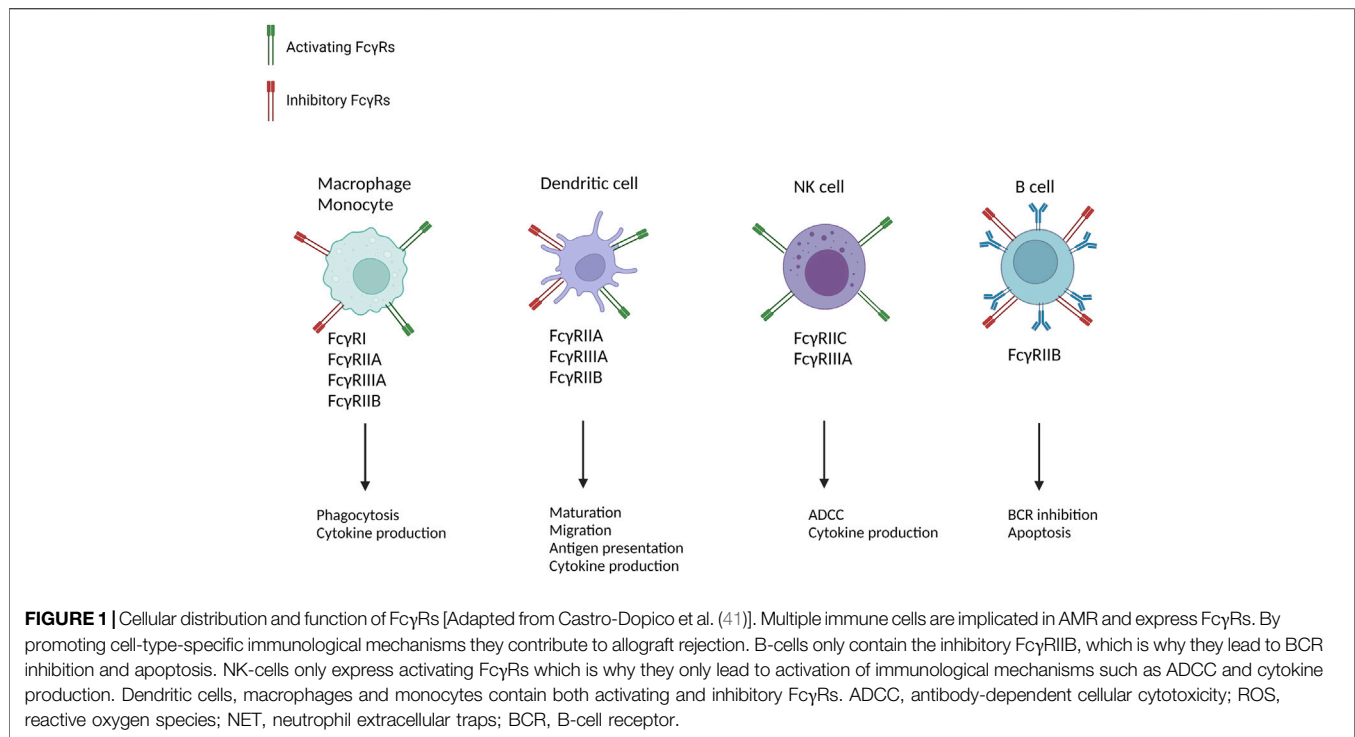 Activating FcγRs
Inhibitory FcγRs
Macrophage
Monocyte
FcγRI
FcγRIIA
FcγRIIIA
FcγRIIB
Phagocytosis
Cytokine production
Dendritic cell
FcγRIIA
FcγRIIIA
FcγRIIB
Maturation
Migration
Antigen presentation
Cytokine production
NK cell
FcγRIIC
FcγRIIIA
ADCC
Cytokine production
B cell
FcγRIIB
BCR inhibition
Apoptosis
FIGURE 1 | Cellular distribution and function of FcγRs [Adapted from Castro-Dopico et al. (41)]. Multiple immune cells are implicated in AMR and express FcγRs. By
promoting cell-type-specific immunological mechanisms they contribute to allograft rejection. B-cells only contain the inhibitory FcγRIIB, which is why they lead to BCR
inhibition and apoptosis. NK-cells only express activating FcγRs which is why they only lead to activation of immunological mechanisms such as ADCC and cytokine
production. Dendritic cells, macrophages and monocytes contain both activating and inhibitory FcγRs. ADCC, antibody-dependent cellular cytotoxicity; ROS,
reactive oxygen species; NET, neutrophil extracellular traps; BCR, B-cell receptor.